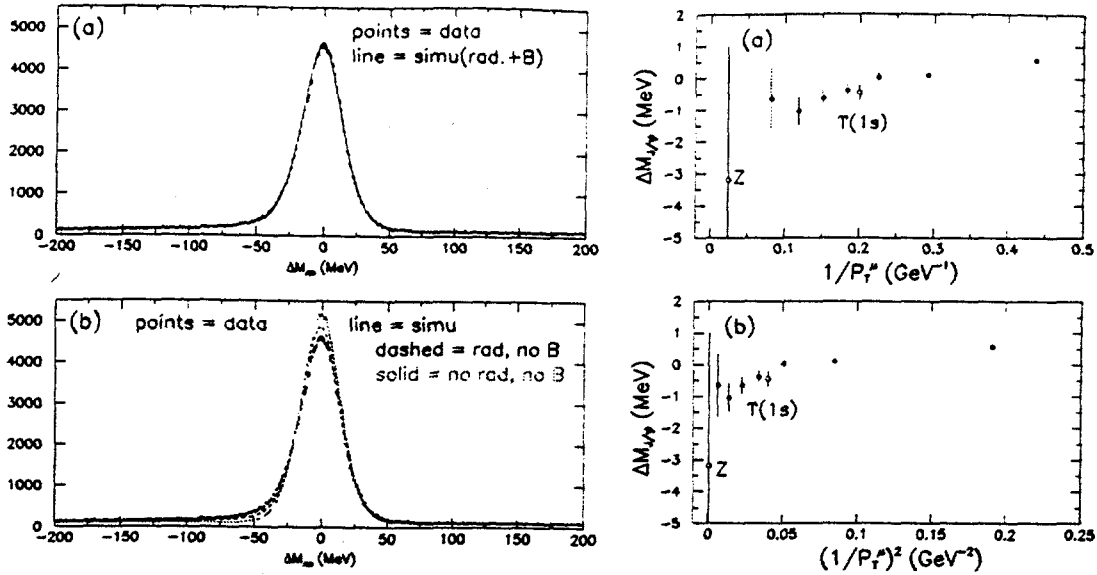 (a)
points = data
line = simu(rad.+B)
5000
4000
3000
2000
1000
0
-200 -150 -100 -50 0 50 100 150 200
(MeV)
(b)
points = data
line = simu
dashed = rad, no B
solid = no rad, no B
5000
4000
3000
2000
1000
0
-200 -150 -100 -50 0 50 100 150 200
(MeV)
(a)
2
1
0
-1
-2
-3
-4
-5
ΔM_J/ψ (MeV)
Z
Υ(1s)
0 0.1 0.2 0.3 0.4 0.5
1/P_T^μ (GeV⁻¹)
(b)
2
1
0
-1
-2
-3
-4
-5
ΔM_J/ψ (MeV)
Z
Υ(1s)
0 0.05 0.1 0.15 0.2 0.25
(1/P_T^μ)² (GeV⁻²)